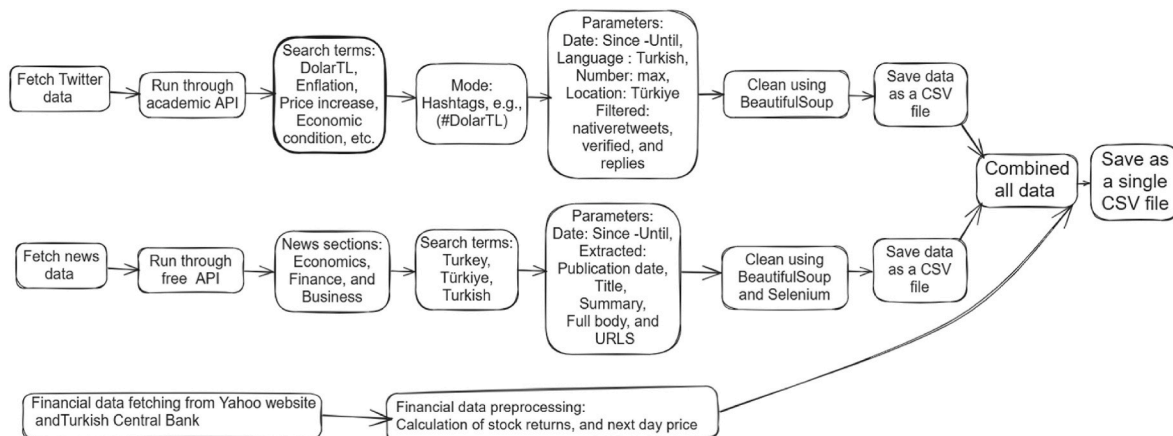 Fetch Twitter
data
Run through
academic API
Search terms:
DolarTL,
Enflation,
Price increase,
Economic
condition, etc.
Mode:
Hashtags, e.g.,
(#DolarTL)
Parameters:
Date: Since -Until,
Language : Turkish,
Number: max,
Location: Türkiye
Filtered:
nativeretweets,
verified, and
replies
Clean using
BeautifulSoup
Save data
as a CSV
file
Fetch news
data
Run through
free API
News sections:
Economics,
Finance, and
Business
Search terms:
Turkey,
Türkiye,
Turkish
Parameters:
Date: Since -Until,
Extracted:
Publication date,
Title,
Summary,
Full body, and
URLS
Clean using
BeautifulSoup
and Selenium
Save data
as a CSV
file
Combined
all data
Save as
a single
CSV file
Financial data fetching from Yahoo website
andTurkish Central Bank
Financial data preprocessing:
Calculation of stock returns, and next day price